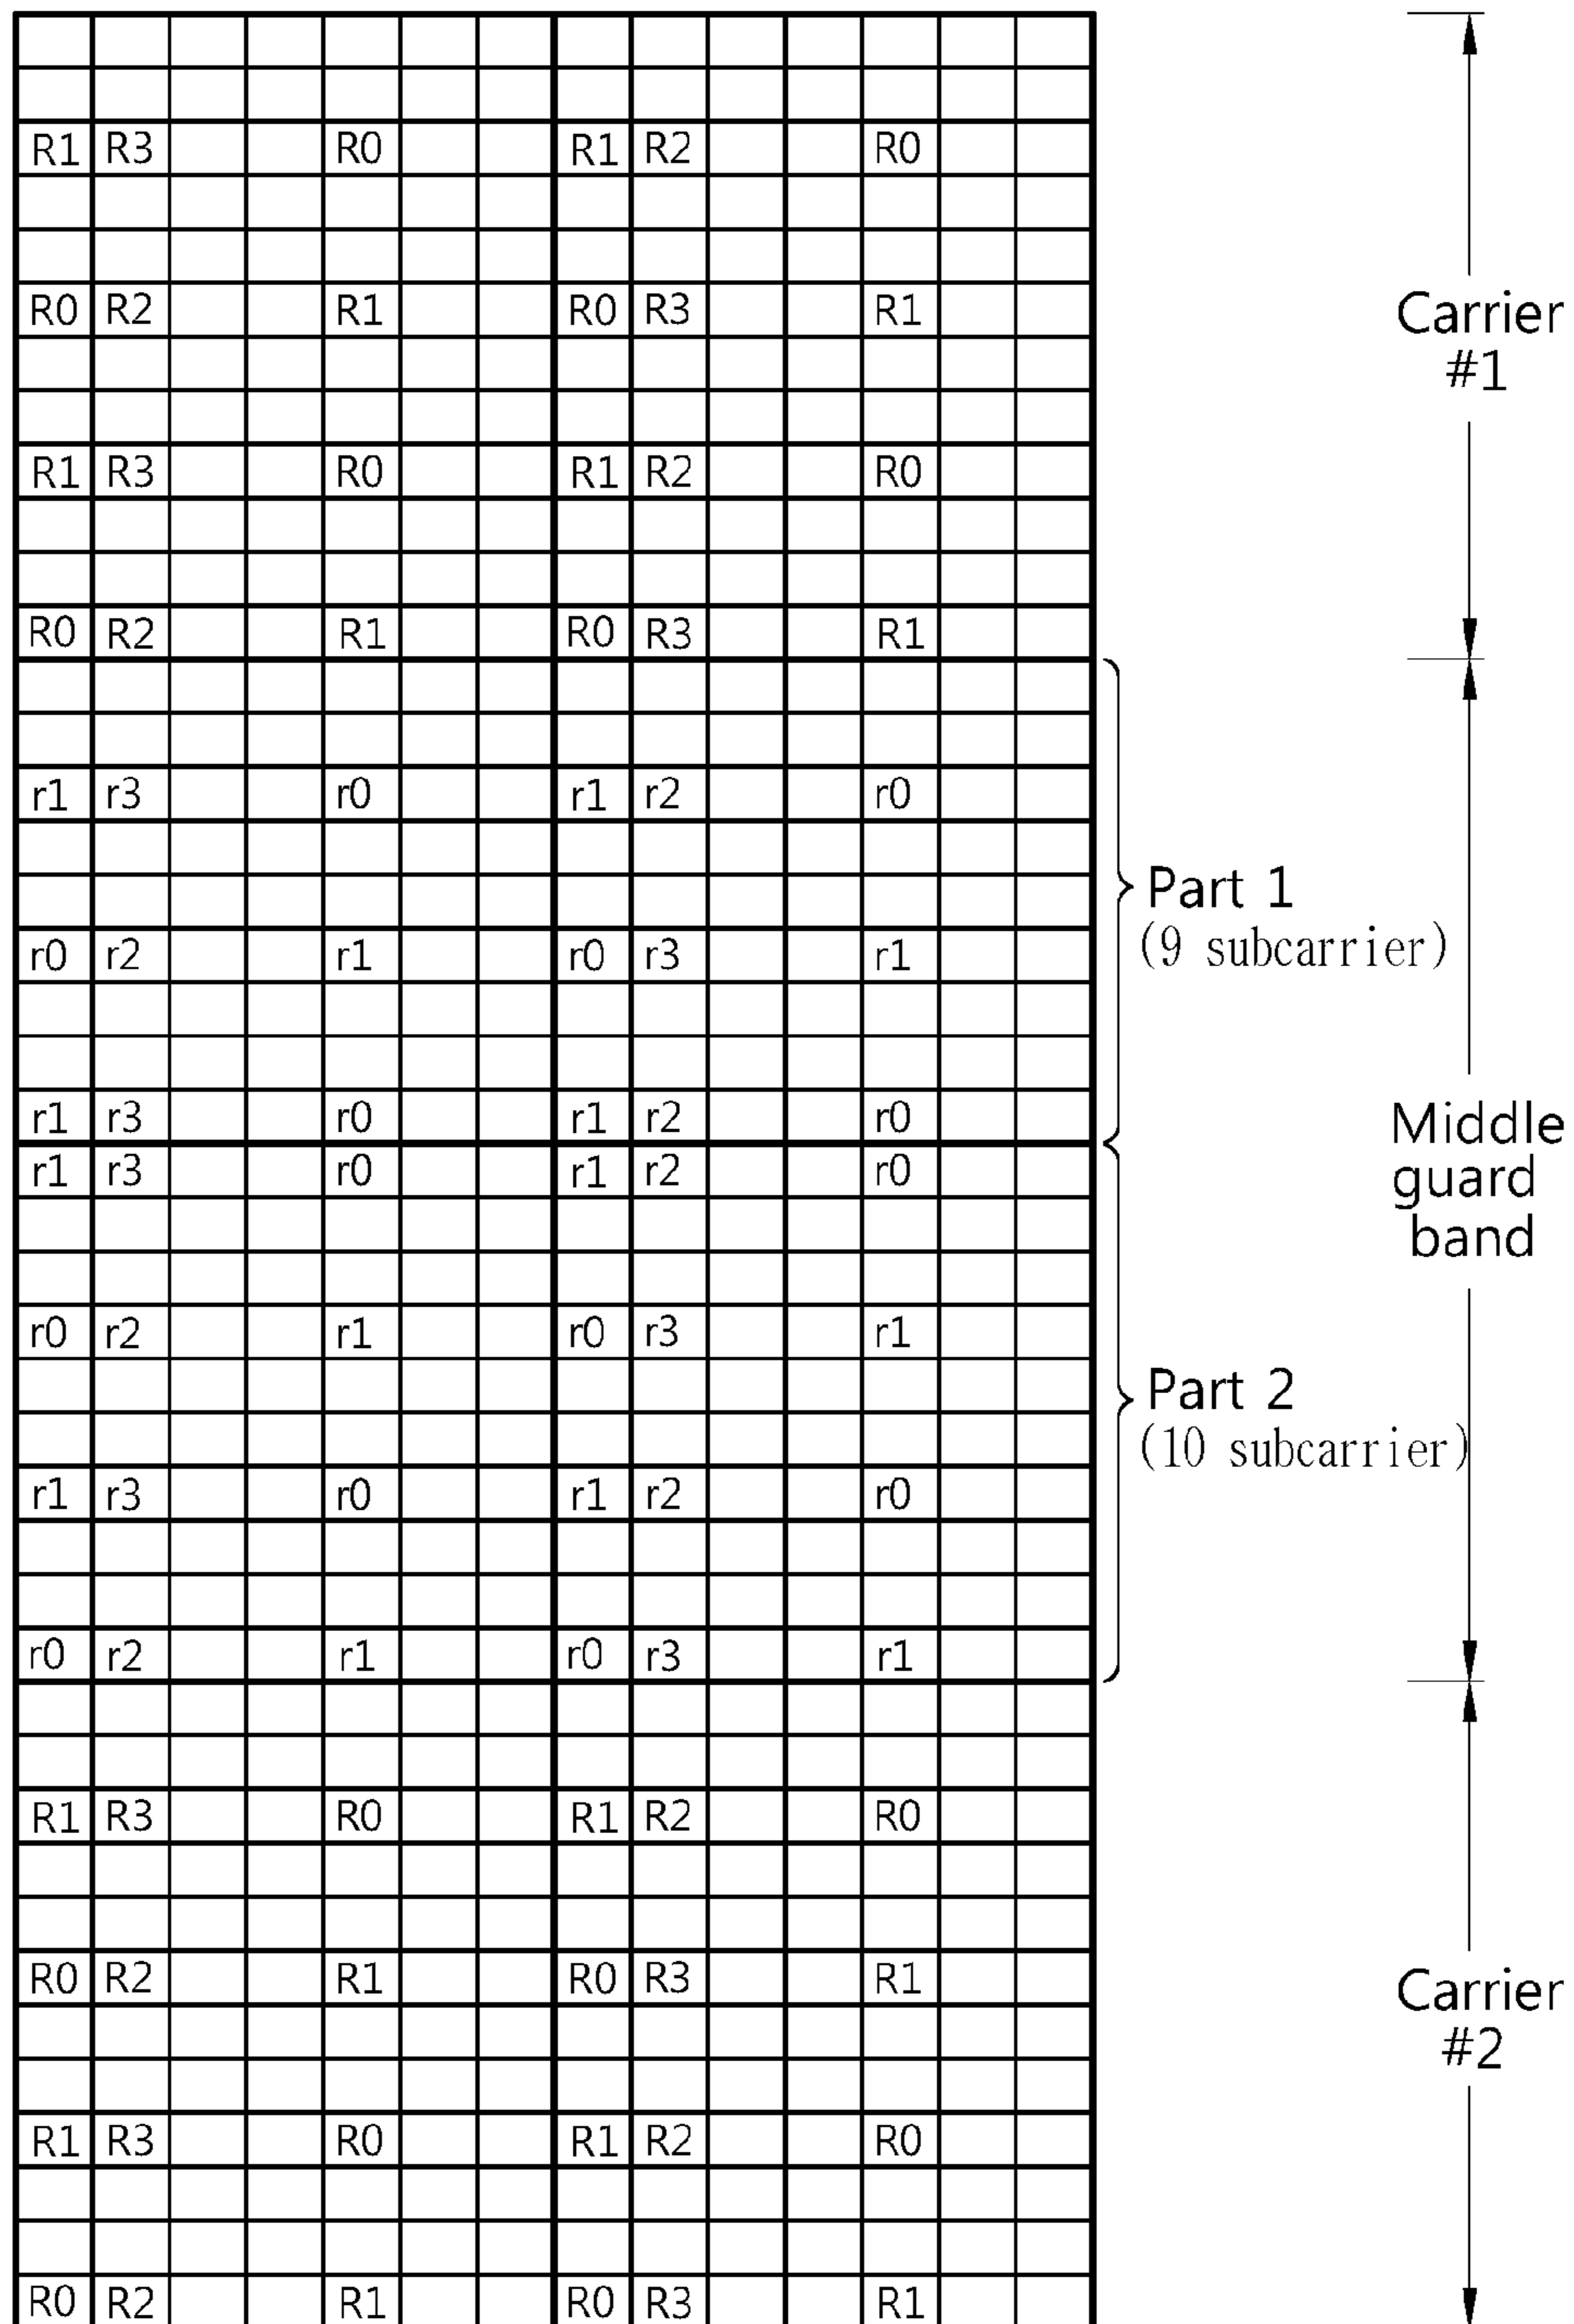 R1 R3 R0 R1 R2 R0
R0 R2 R1 R0 R3 R1
Carrier
#1
R1 R3 R0 R1 R2 R0
R0 R2 R1 R0 R3 R1
r1 r3 r0 r1 r2 r0
Part 1
(9 subcarrier)
r0 r2 r1 r0 r3 r1
r1 r3 r0 r1 r2 r0
Middle
guard
band
r1 r3 r0 r1 r2 r0
r0 r2 r1 r0 r3 r1
Part 2
(10 subcarrier)
r1 r3 r0 r1 r2 r0
r0 r2 r1 r0 r3 r1
R1 R3 R0 R1 R2 R0
R0 R2 R1 R0 R3 R1
Carrier
#2
R1 R3 R0 R1 R2 R0
R0 R2 R1 R0 R3 R1